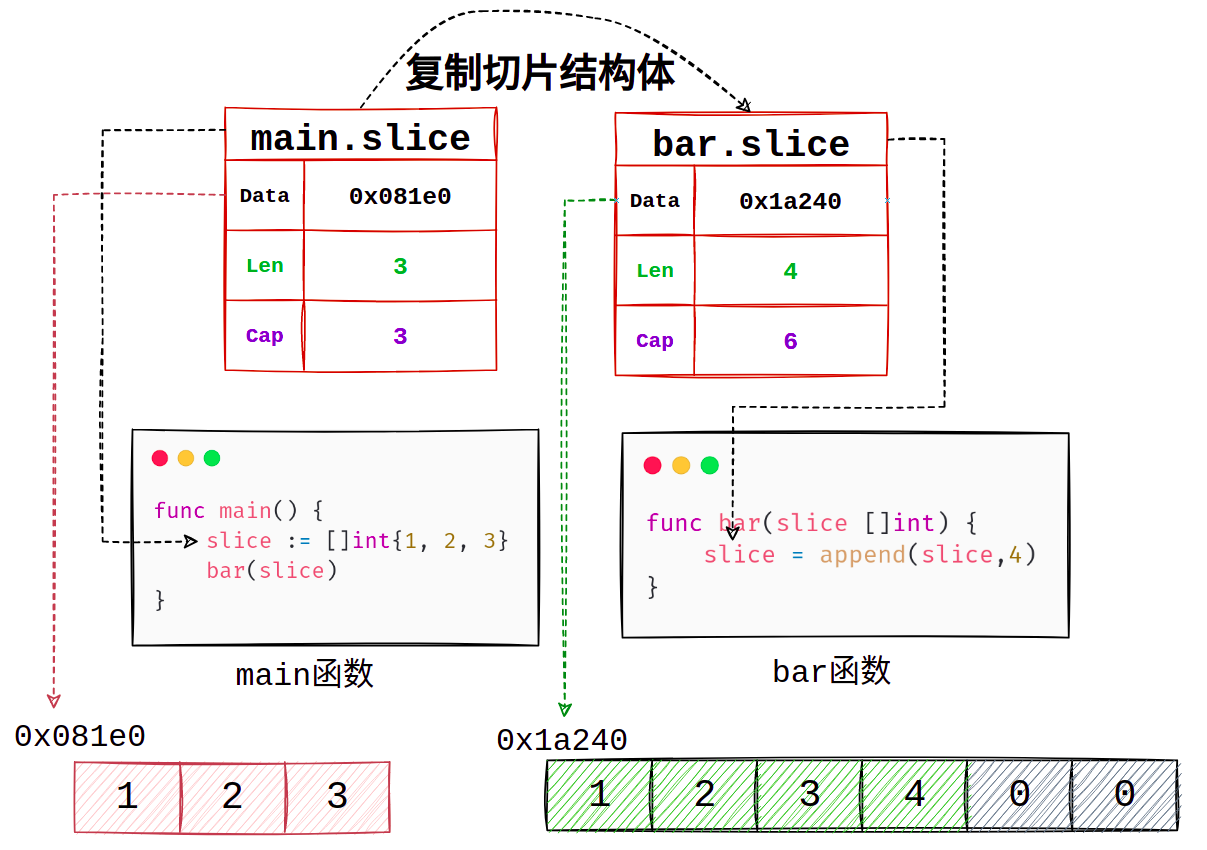 复制切片结构体
main.slice
Data 0x081e0
Len 3
Cap 3
bar.slice
Data 0x1a240
Len 4
Cap 6
func main() {
    slice := []int{1, 2, 3}
    bar(slice)
}
main函数
func bar(slice []int) {
    slice = append(slice,4)
}
bar函数
0x081e0
1 2 3
0x1a240
1 2 3 4 0 0